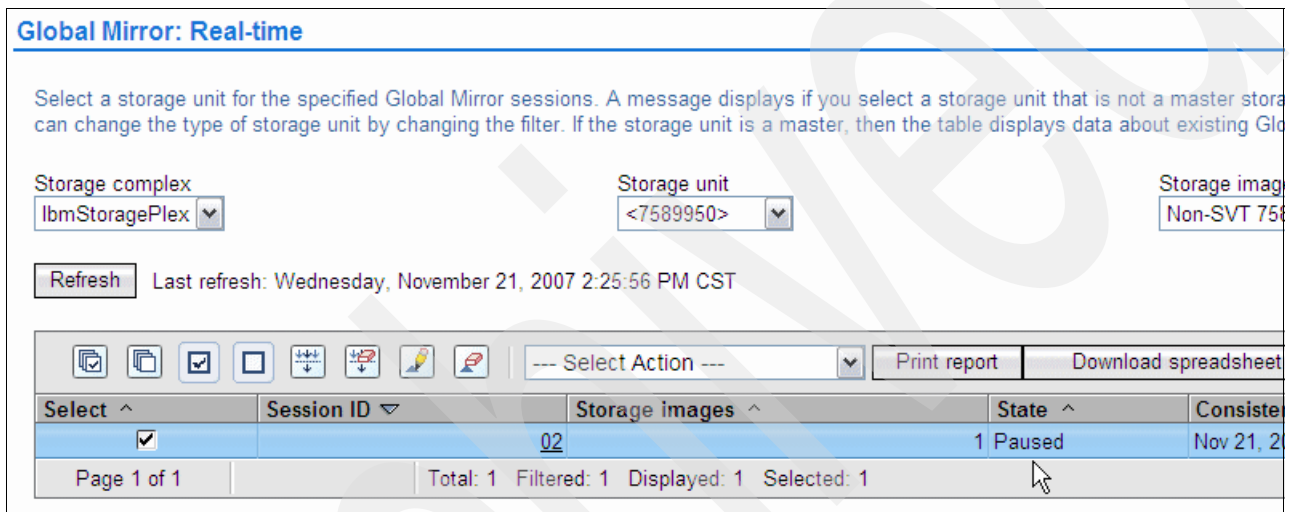 Global Mirror: Real-time
Select a storage unit for the specified Global Mirror sessions. A message displays if you select a storage unit that is not a master stora
can change the type of storage unit by changing the filter. If the storage unit is a master, then the table displays data about existing Glo
Storage complex Storage unit Storage imag
IbmStoragePlex <7589950> Non-SVT 758
Refresh Last refresh: Wednesday, November 21, 2007 2:25:56 PM CST
--- Select Action --- Print report Download spreadsheet
Select ^ Session ID Storage images ^ State ^ Consister
02 1 Paused Nov 21, 20
Page 1 of 1 Total: 1 Filtered: 1 Displayed: 1 Selected: 1